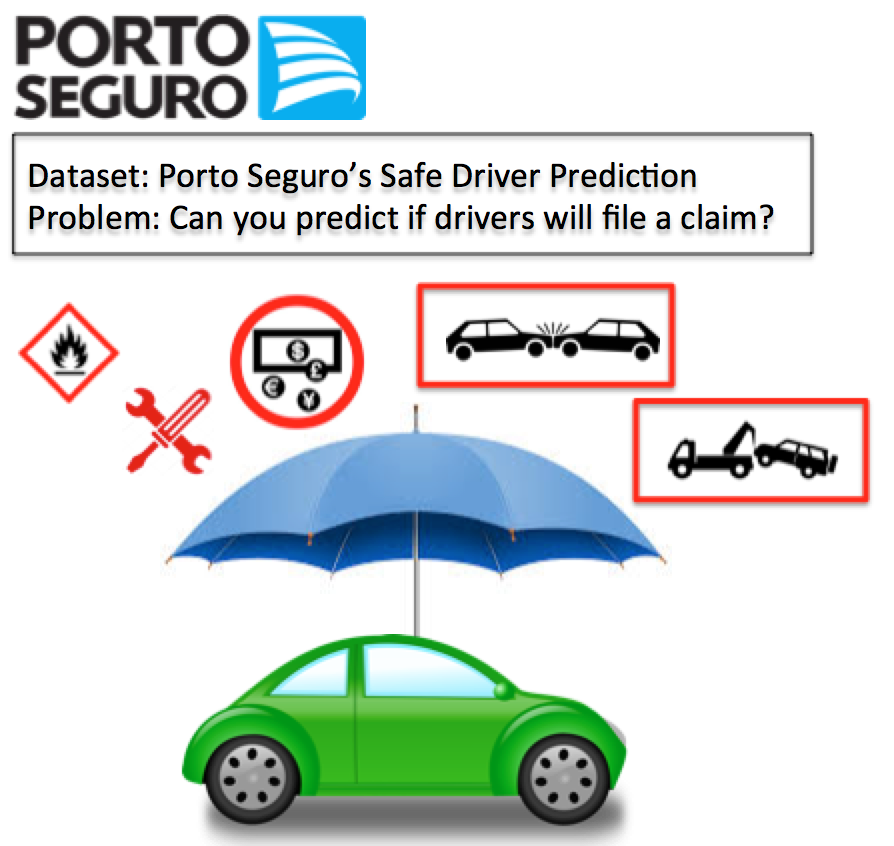 PORTO
SEGURO
Dataset: Porto Seguro’s Safe Driver Prediction
Problem: Can you predict if drivers will file a claim?
$
£
€
¥